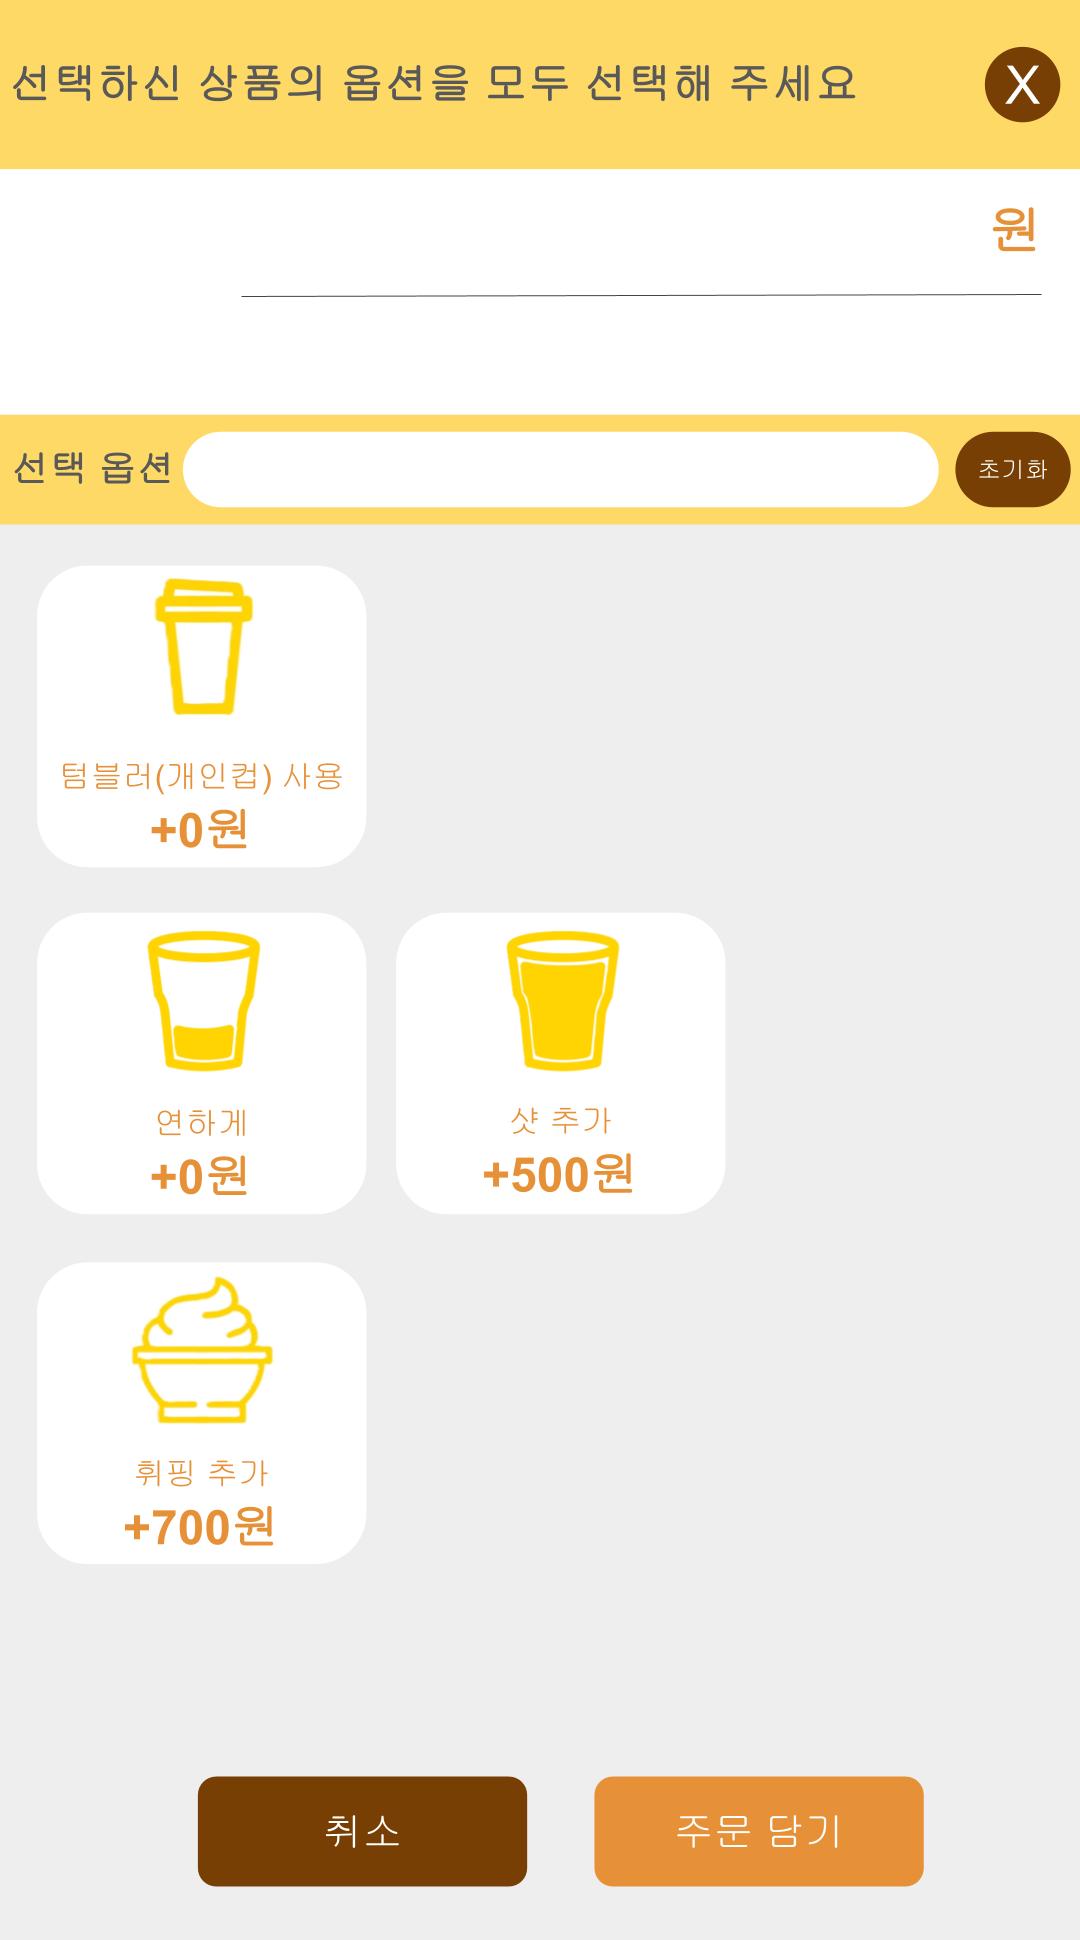 선택하신 상품의 옵션을 모두 선택해 주세요
X
원
선택 옵션
초기화
텀블러(개인컵) 사용
+0원
연하게
+0원
샷 추가
+500원
휘핑 추가
+700원
취소
주문 담기